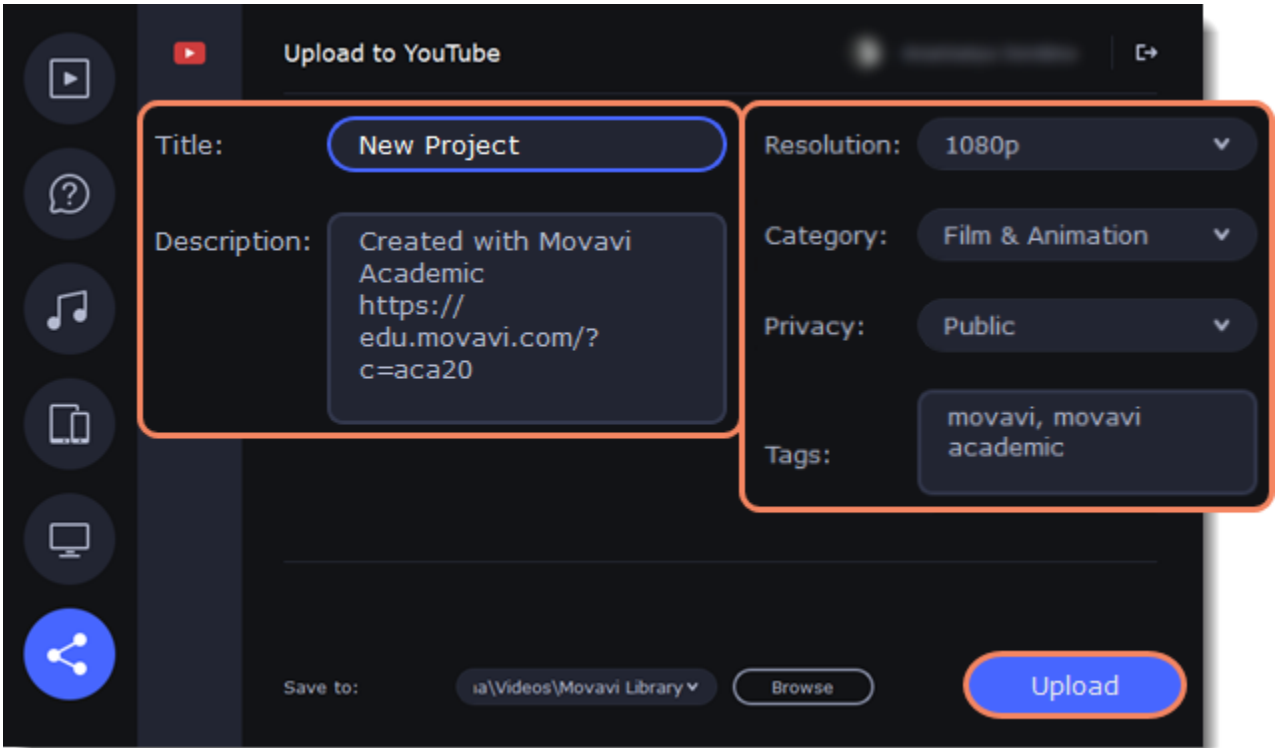 Upload to YouTube
Title:
New Project
Description:
Created with Movavi
Academic
https://
edu.movavi.com/?
c=aca20
Resolution:
1080p
Category:
Film & Animation
Privacy:
Public
Tags:
movavi, movavi
academic
Save to:
a\Videos\Movavi Library
Browse
Upload